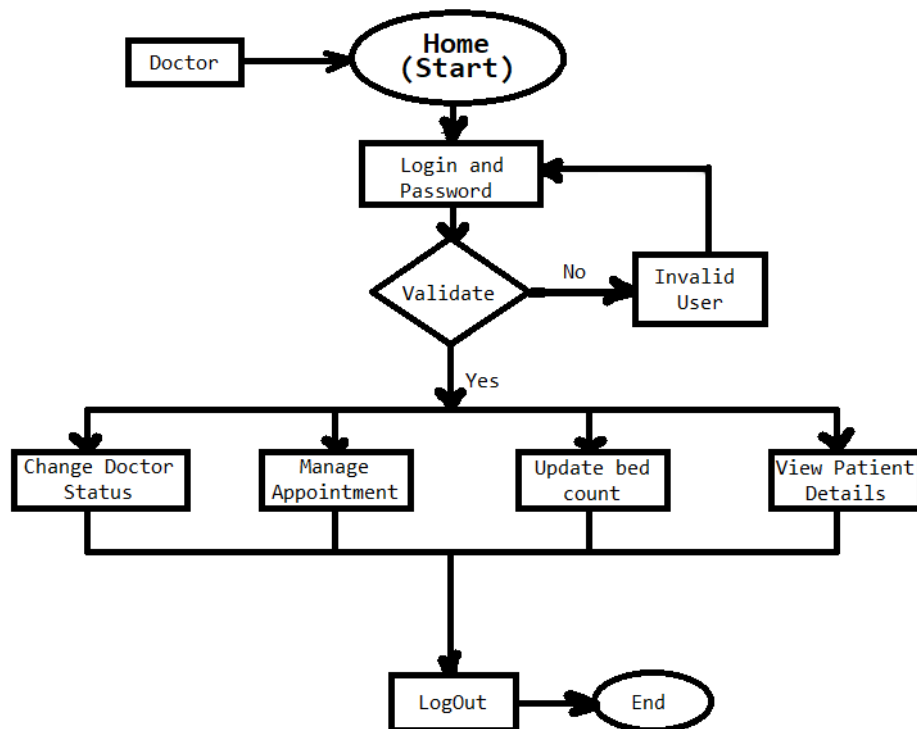 Home
(Start)
Doctor
Login and
Password
Validate
No
Invalid
User
Yes
Change Doctor
Status
Manage
Appointment
Update bed
count
View Patient
Details
LogOut
End